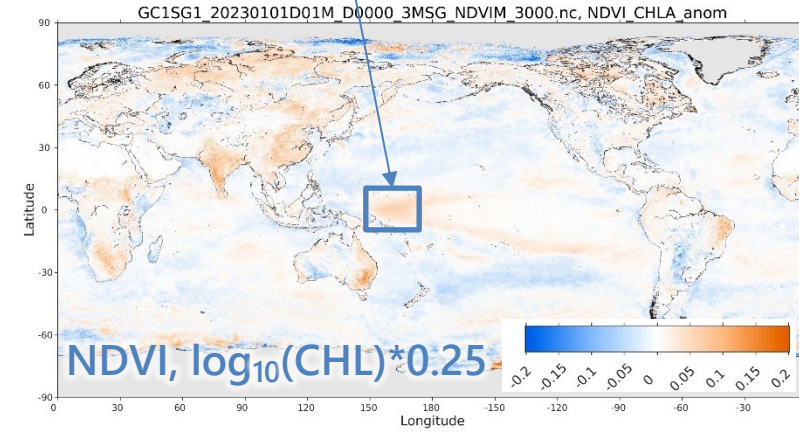 GC1SG1_20230101D01M_D0000_3MSG_NDVIM_3000.nc, NDVI_CHLA_anom
90
60
30
0
-30
-60
-90
Latitude
NDVI, log10(CHL)*0.25
-0.2 -0.15 -0.1 -0.05 0 0.05 0.1 0.15 0.2
0 30 60 90 120 150 180 -150 -120 -90 -60 -30
Longitude